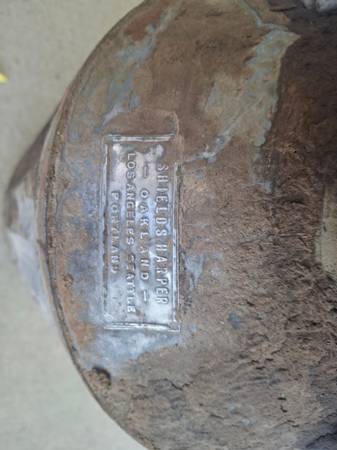 SHIELDS HARPER
— OAKLAND —
LOS ANGELES SEATTLE
PORTLAND